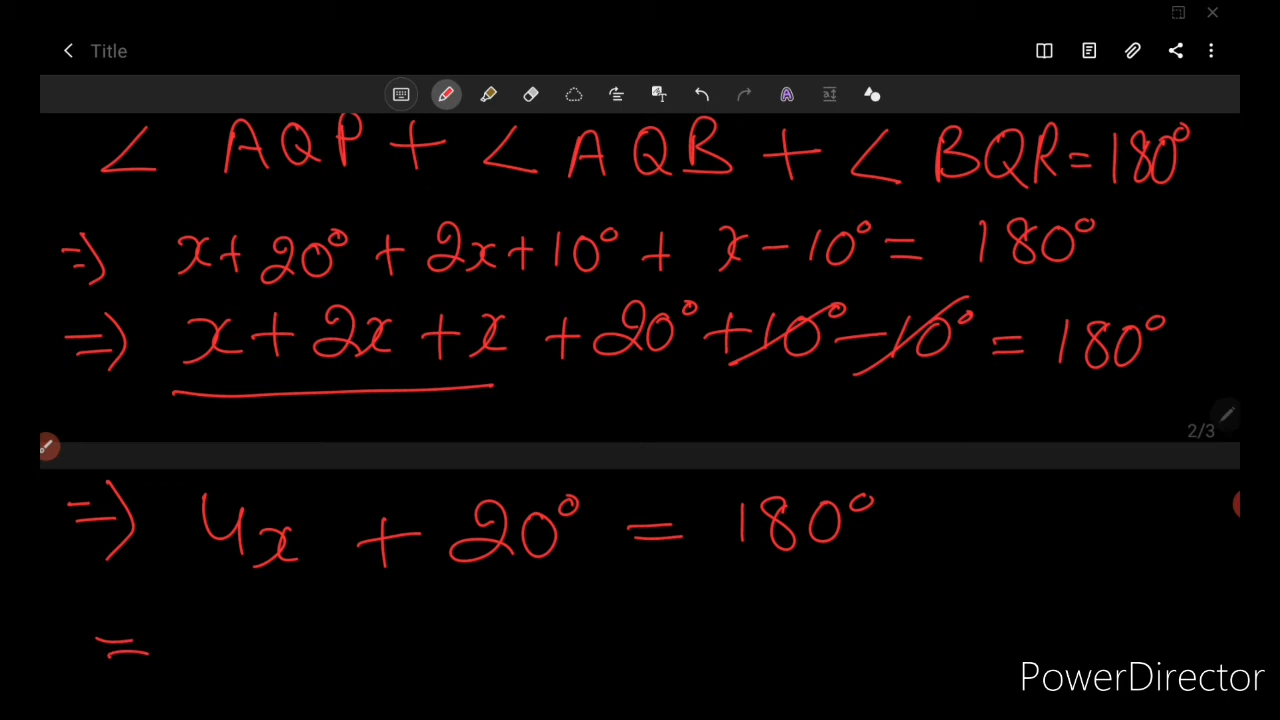 Title
∠ AQP + ∠ AQB + ∠ BQR = 180°
⇒ x + 20° + 2x + 10° + x − 10° = 180°
⇒ x + 2x + x + 20° + 10° − 10° = 180°
2/3
⇒ 4x + 20° = 180°
=
PowerDirector